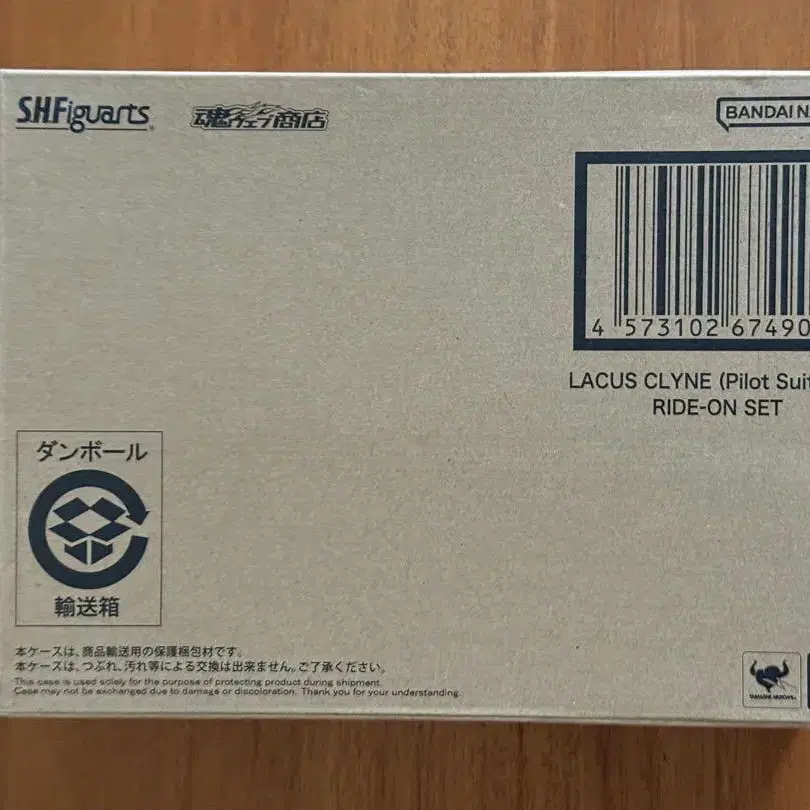 S.H.Figuarts
魂ウェブ商店
BANDAI NA
4 573102 67490
LACUS CLYNE (Pilot Suit
RIDE-ON SET
ダンボール
輸送箱
本ケースは、商品輸送用の保護梱包材です。
本ケースは、つぶれ、汚れ等による交換は出来ません。ご了承ください。
This case is used solely for the purpose of protecting product during shipment.
Case may not be exchanged due to damage or discoloration. Thank you for your understanding.
TAMASHII NATIONS